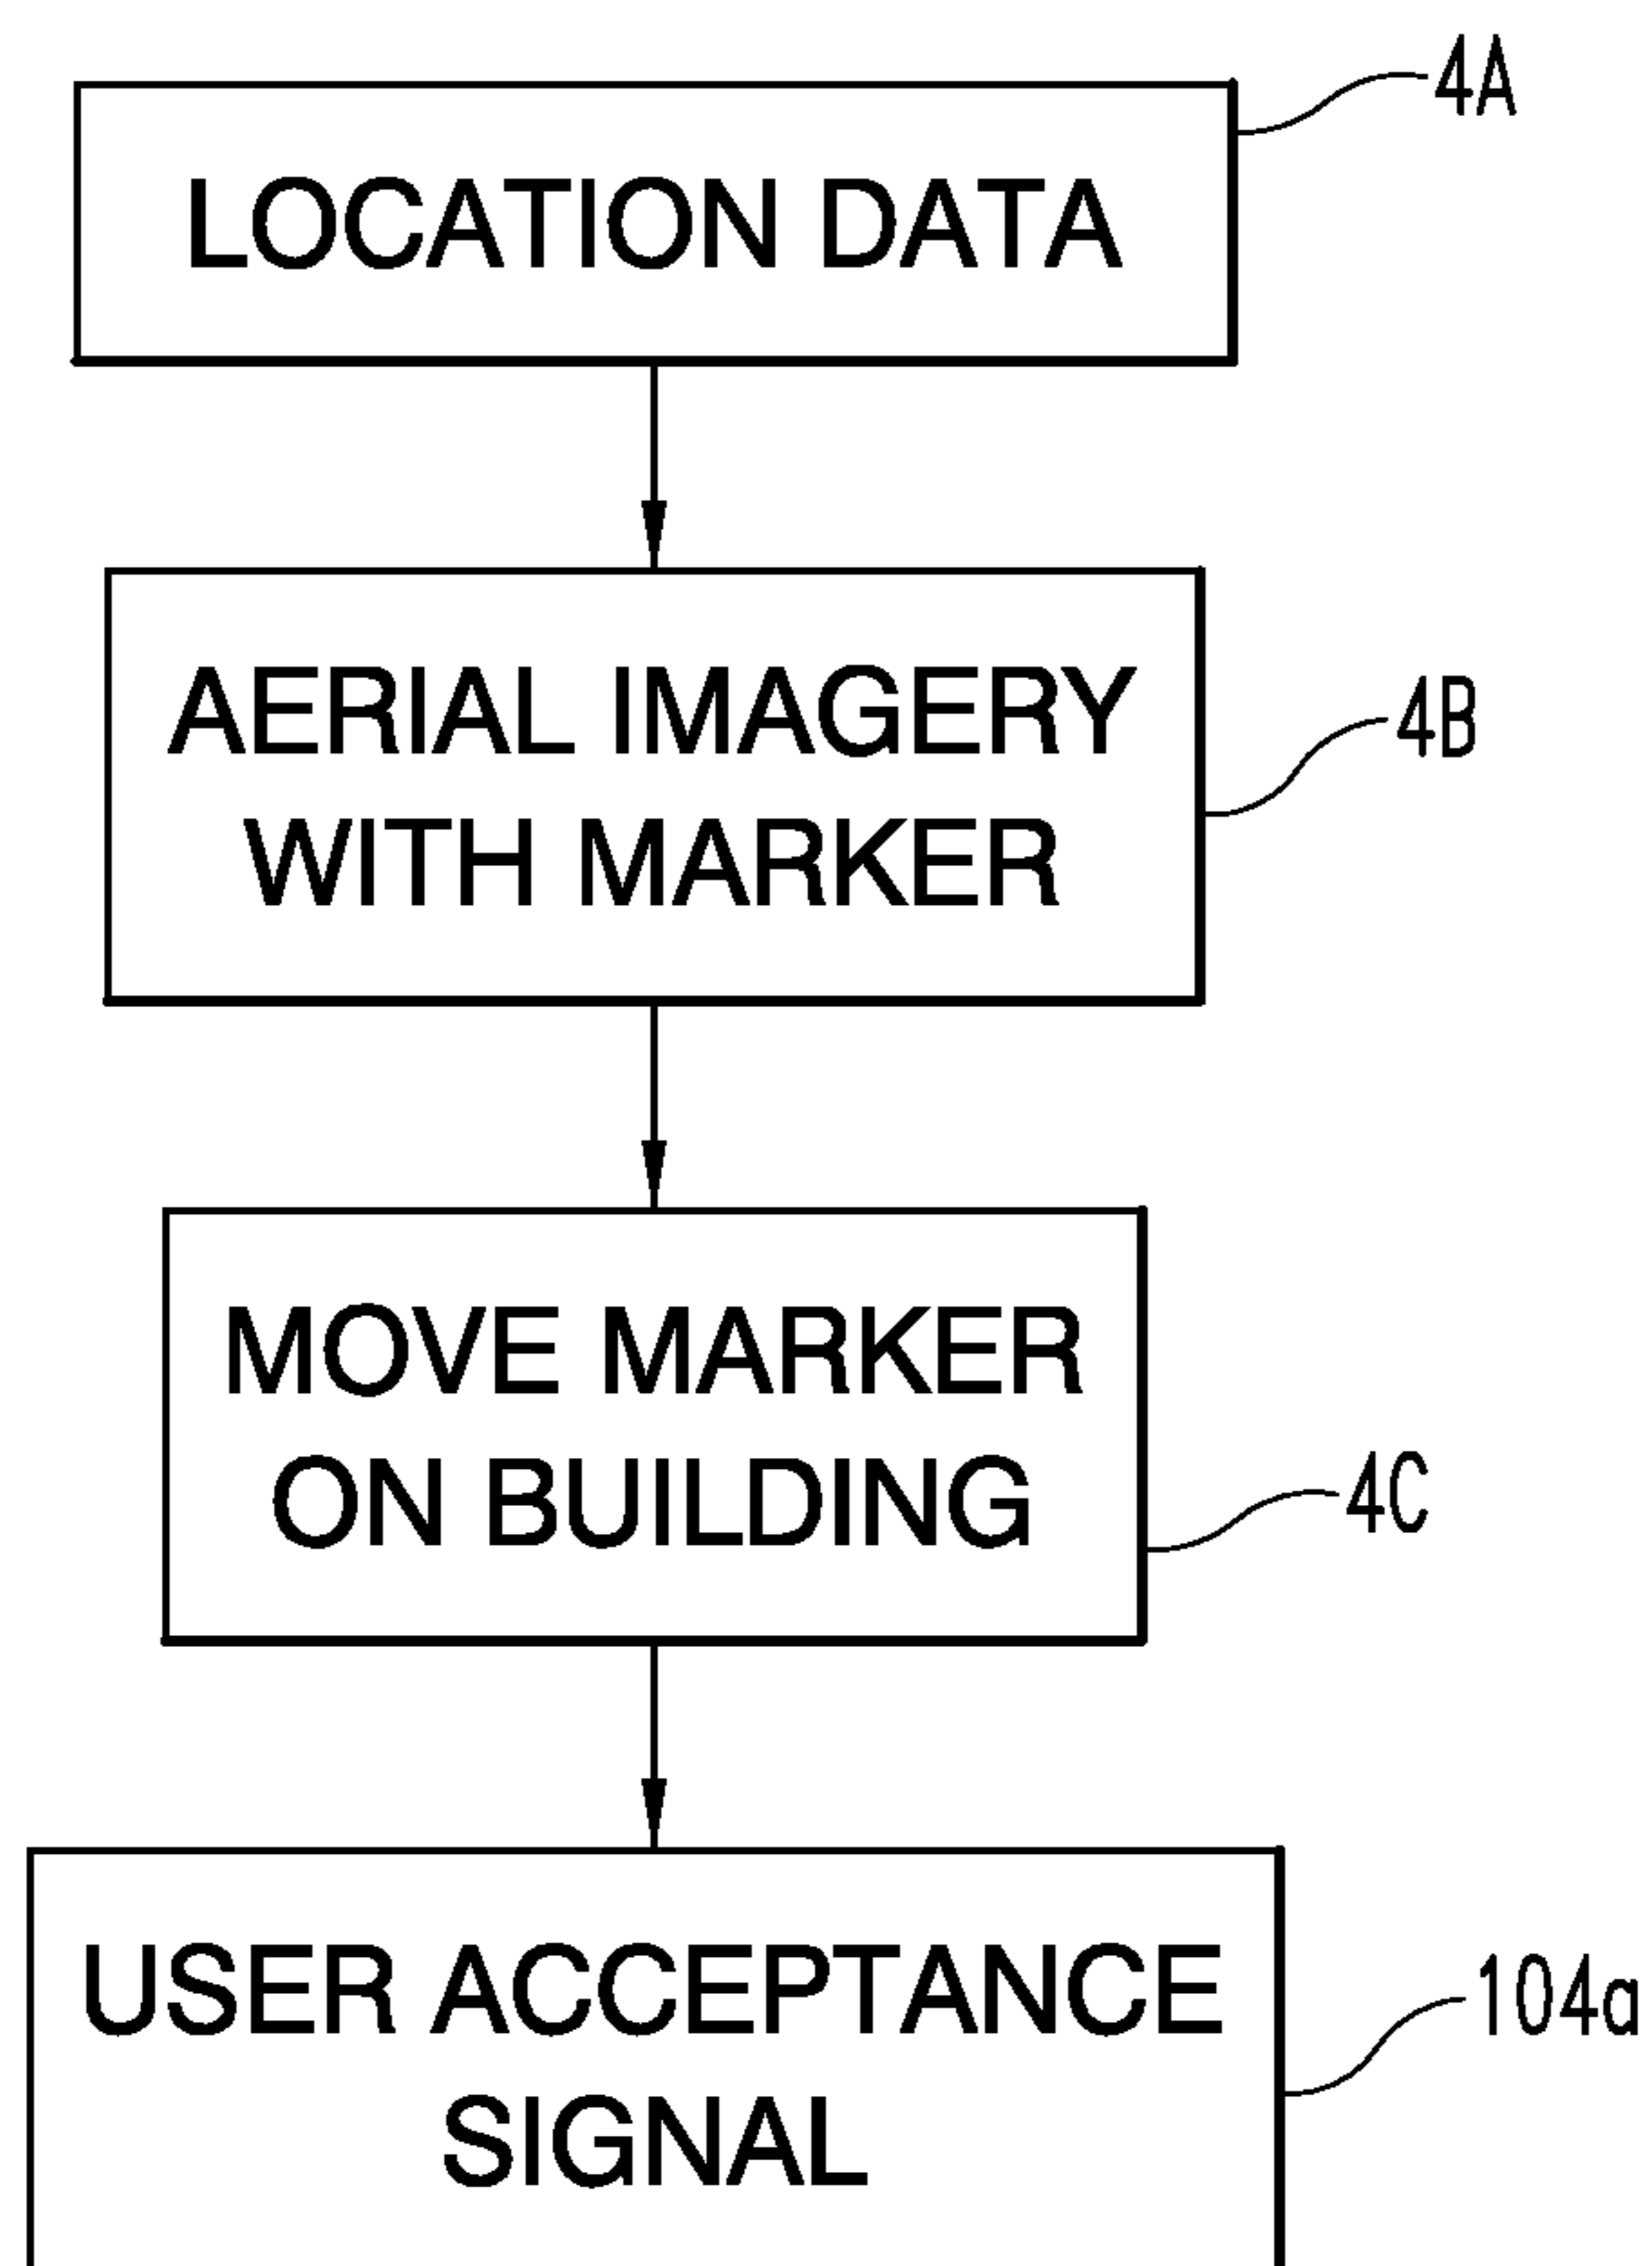 4A
LOCATION DATA
AERIAL IMAGERY
WITH MARKER
4B
MOVE MARKER
ON BUILDING
4C
USER ACCEPTANCE
SIGNAL
104a